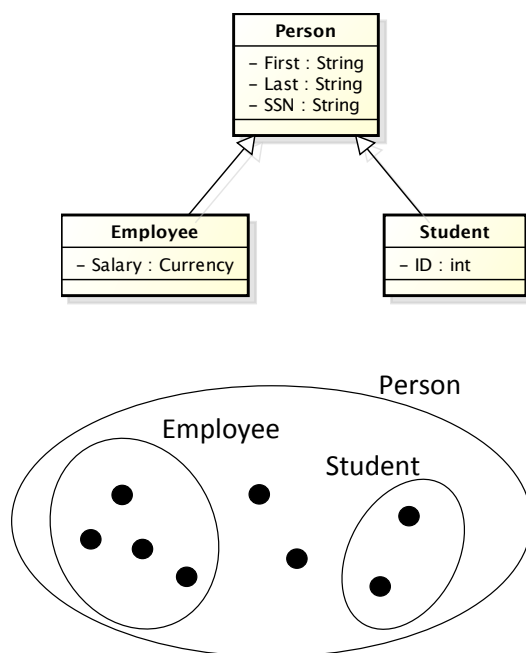 Person
– First : String
– Last : String
– SSN : String
Employee
– Salary : Currency
Student
– ID : int
Person
Employee
Student